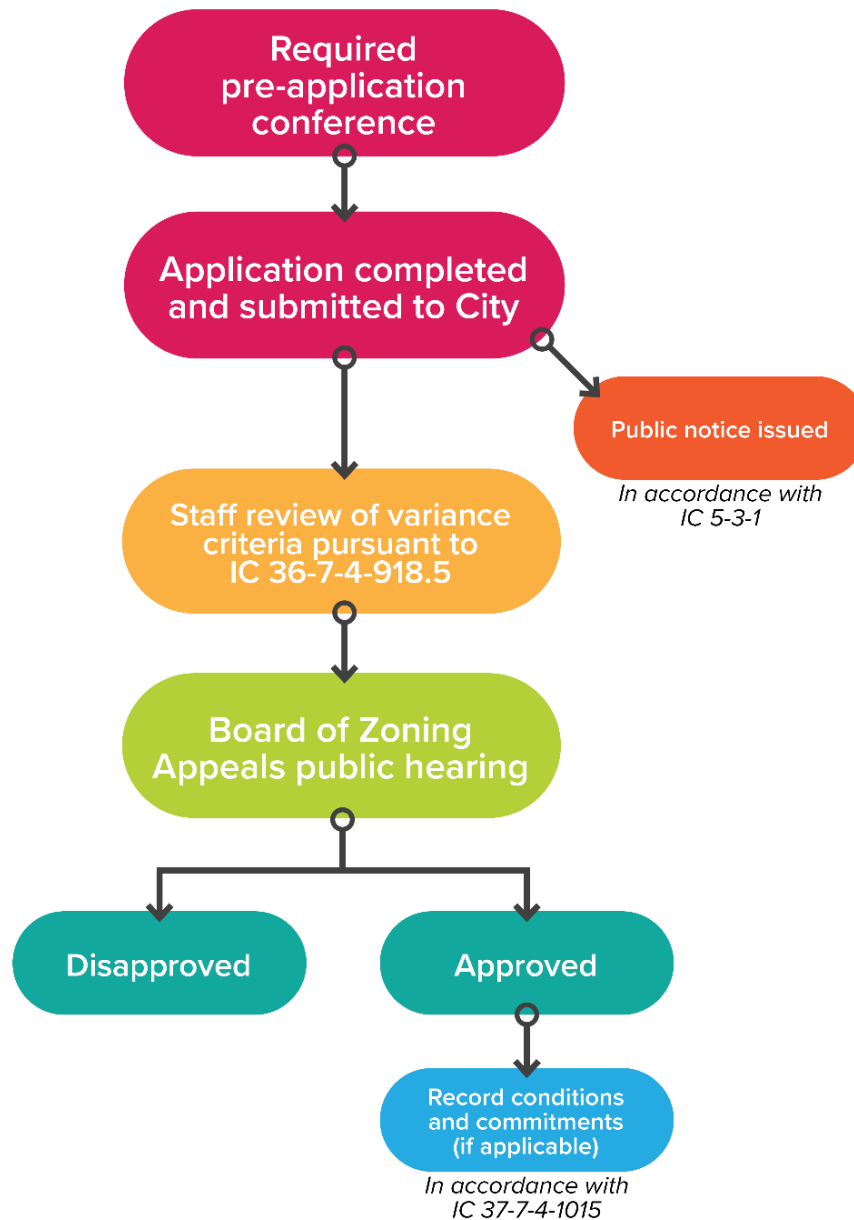 Required
pre-application
conference
Application completed
and submitted to City
Public notice issued
In accordance with
IC 5-3-1
Staff review of variance
criteria pursuant to
IC 36-7-4-918.5
Board of Zoning
Appeals public hearing
Disapproved
Approved
Record conditions
and commitments
(if applicable)
In accordance with
IC 37-7-4-1015